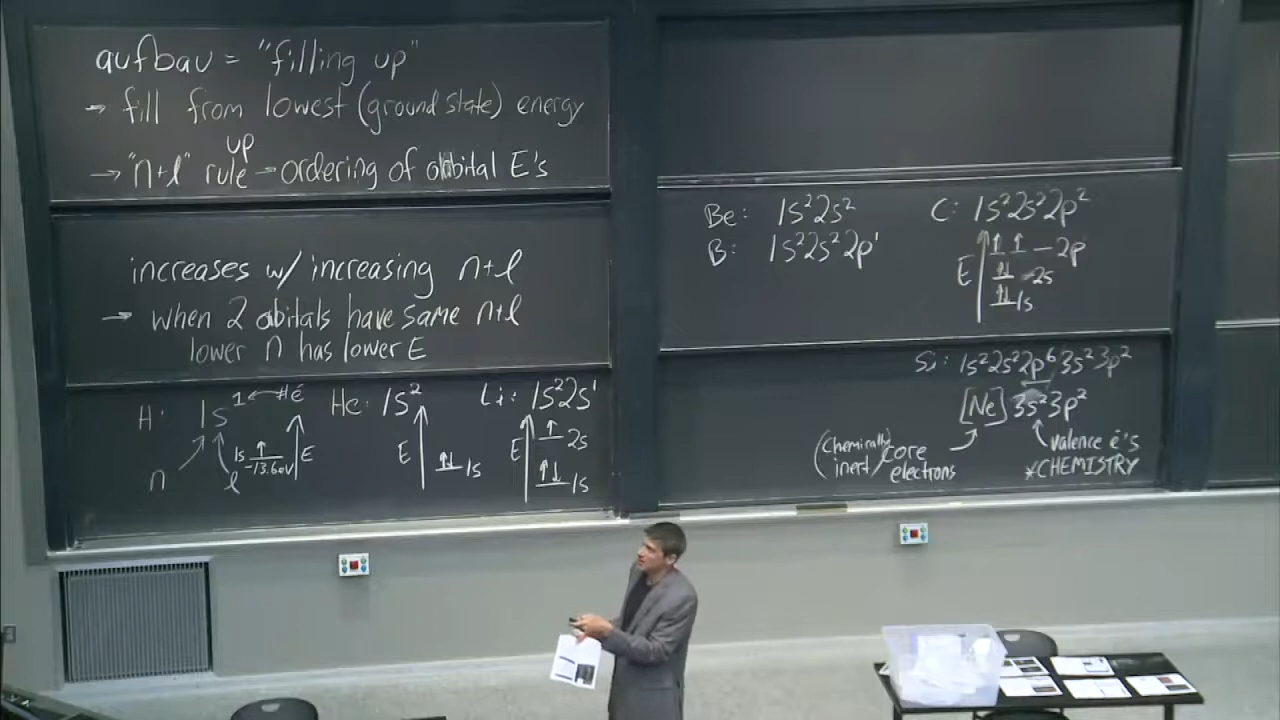 aufbau = "filling up"
→ fill from lowest (ground state) energy
up
→ "n+l" rule → ordering of orbital E's
increases w/ increasing n+l
→ when 2 obitals have same n+l
lower n has lower E
H: 1s¹ ← #e⁻
n l
1s ↑
-13.6eV
E
He: 1s²
E ↑↓ 1s
Li: 1s²2s¹
E ↑ 2s
↑↓ 1s
Be: 1s²2s²
B: 1s²2s²2p¹
C: 1s²2s²2p²
E ↑ ↑ — 2p
↑↓ 2s
↑↓ 1s
Si: 1s²2s²2p⁶3s²3p²
[Ne] 3s²3p²
(Chemically inert) core electrons
valence e⁻'s
*CHEMISTRY